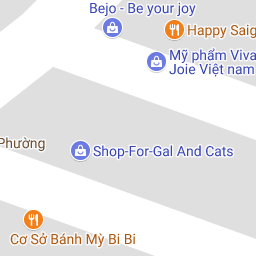 Bejo - Be your joy
Happy Saig
Mỹ phẩm Viva
Joie Việt nam
Phường
Shop-For-Gal And Cats
Cơ Sở Bánh Mỳ Bi Bi